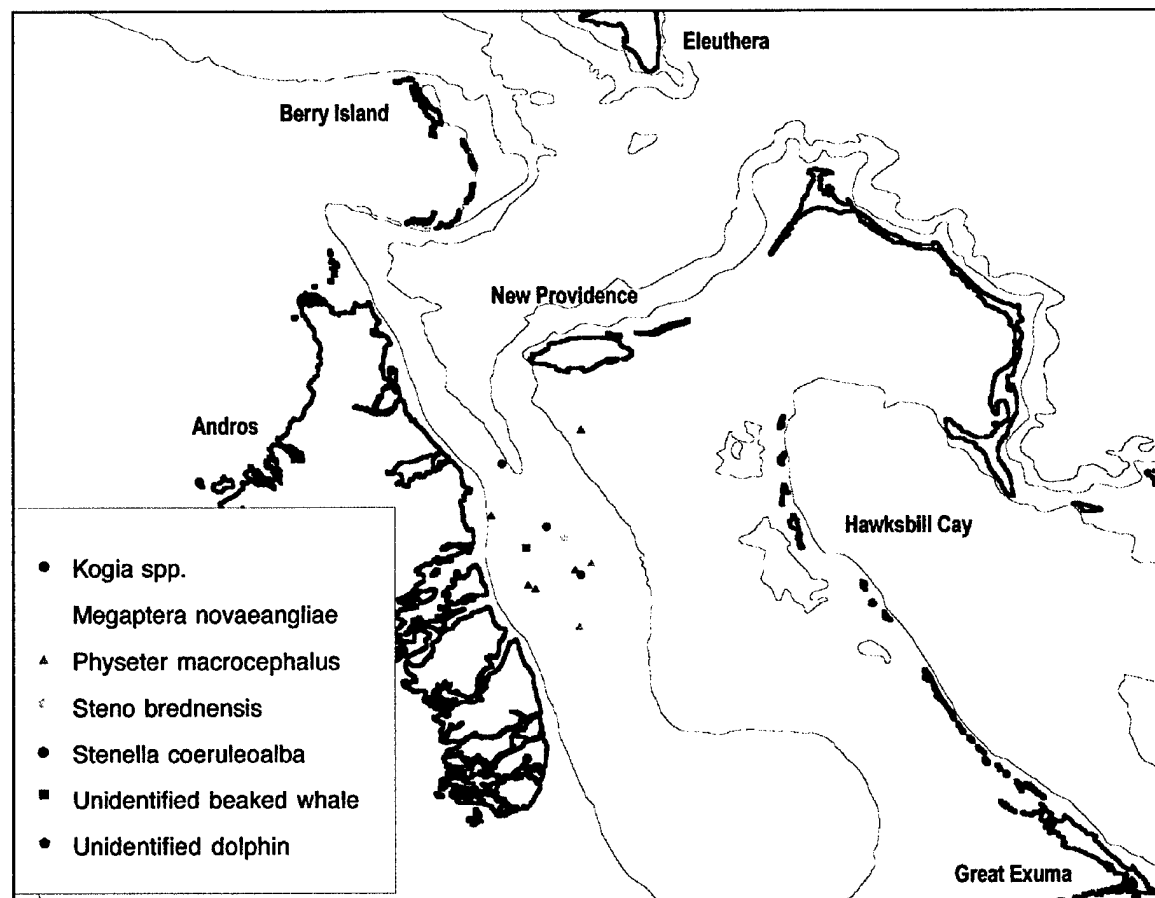 Eleuthera
Berry Island
New Providence
Andros
Hawksbill Cay
Kogia spp.
Megaptera novaeangliae
Physeter macrocephalus
Steno brednensis
Stenella coeruleoalba
Unidentified beaked whale
Unidentified dolphin
Great Exuma